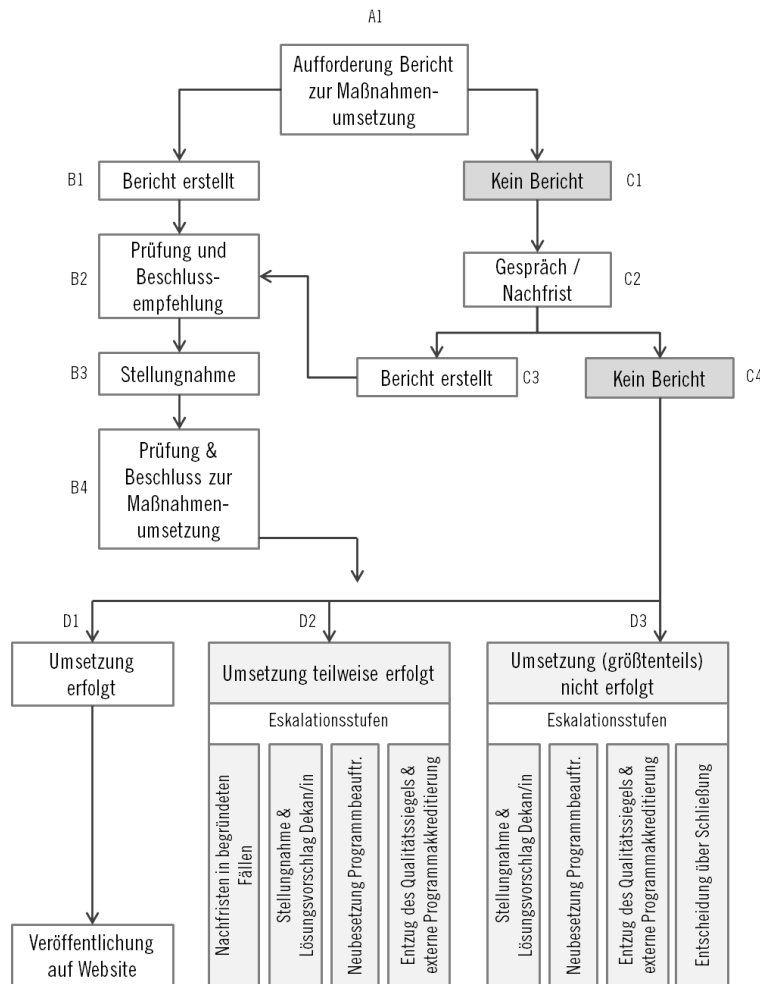 A1
Aufforderung Bericht
zur Maßnahmen-
umsetzung
B1
Bericht erstellt
Kein Bericht
C1
B2
Prüfung und
Beschluss-
empfehlung
Gespräch /
Nachfrist
C2
B3
Stellungnahme
Bericht erstellt
C3
Kein Bericht
C4
B4
Prüfung &
Beschluss zur
Maßnahmen-
umsetzung
D1
Umsetzung
erfolgt
D2
Umsetzung teilweise erfolgt
Eskalationsstufen
D3
Umsetzung (größtenteils)
nicht erfolgt
Eskalationsstufen
Nachfristen in begründeten
Fällen
Stellungnahme &
Lösungsvorschlag Dekan/in
Neubesetzung Programmbeauftr.
Entzug des Qualitätssiegels &
externe Programmakkreditierung
Stellungnahme &
Lösungsvorschlag Dekan/in
Neubesetzung Programmbeauftr.
Entzug des Qualitätssiegels &
externe Programmakkreditierung
Entscheidung über Schließung
Veröffentlichung
auf Website